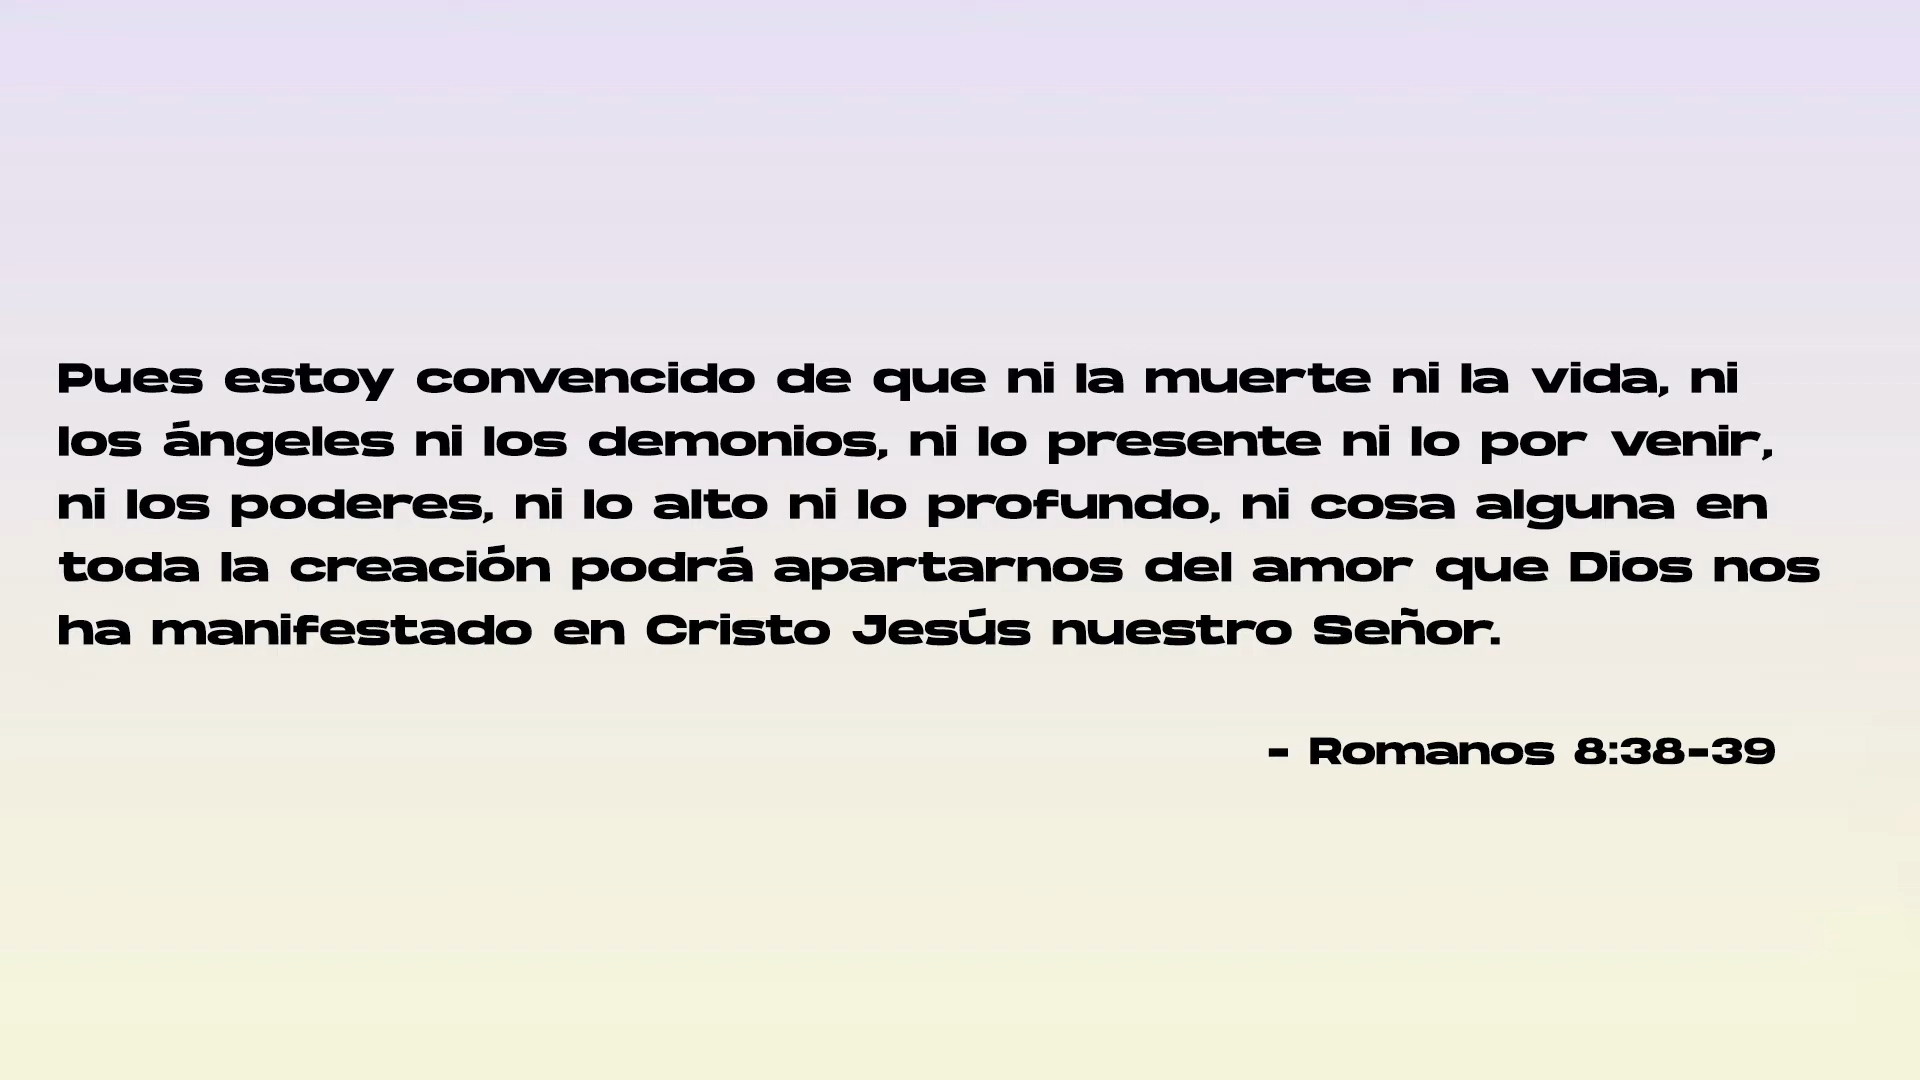 Pues estoy convencido de que ni la muerte ni la vida, ni
los ángeles ni los demonios, ni lo presente ni lo por venir,
ni los poderes, ni lo alto ni lo profundo, ni cosa alguna en
toda la creación podrá apartarnos del amor que Dios nos
ha manifestado en Cristo Jesús nuestro Señor.
- Romanos 8:38-39